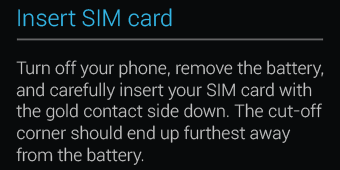 Insert SIM card
Turn off your phone, remove the battery,
and carefully insert your SIM card with
the gold contact side down. The cut-off
corner should end up furthest away
from the battery.